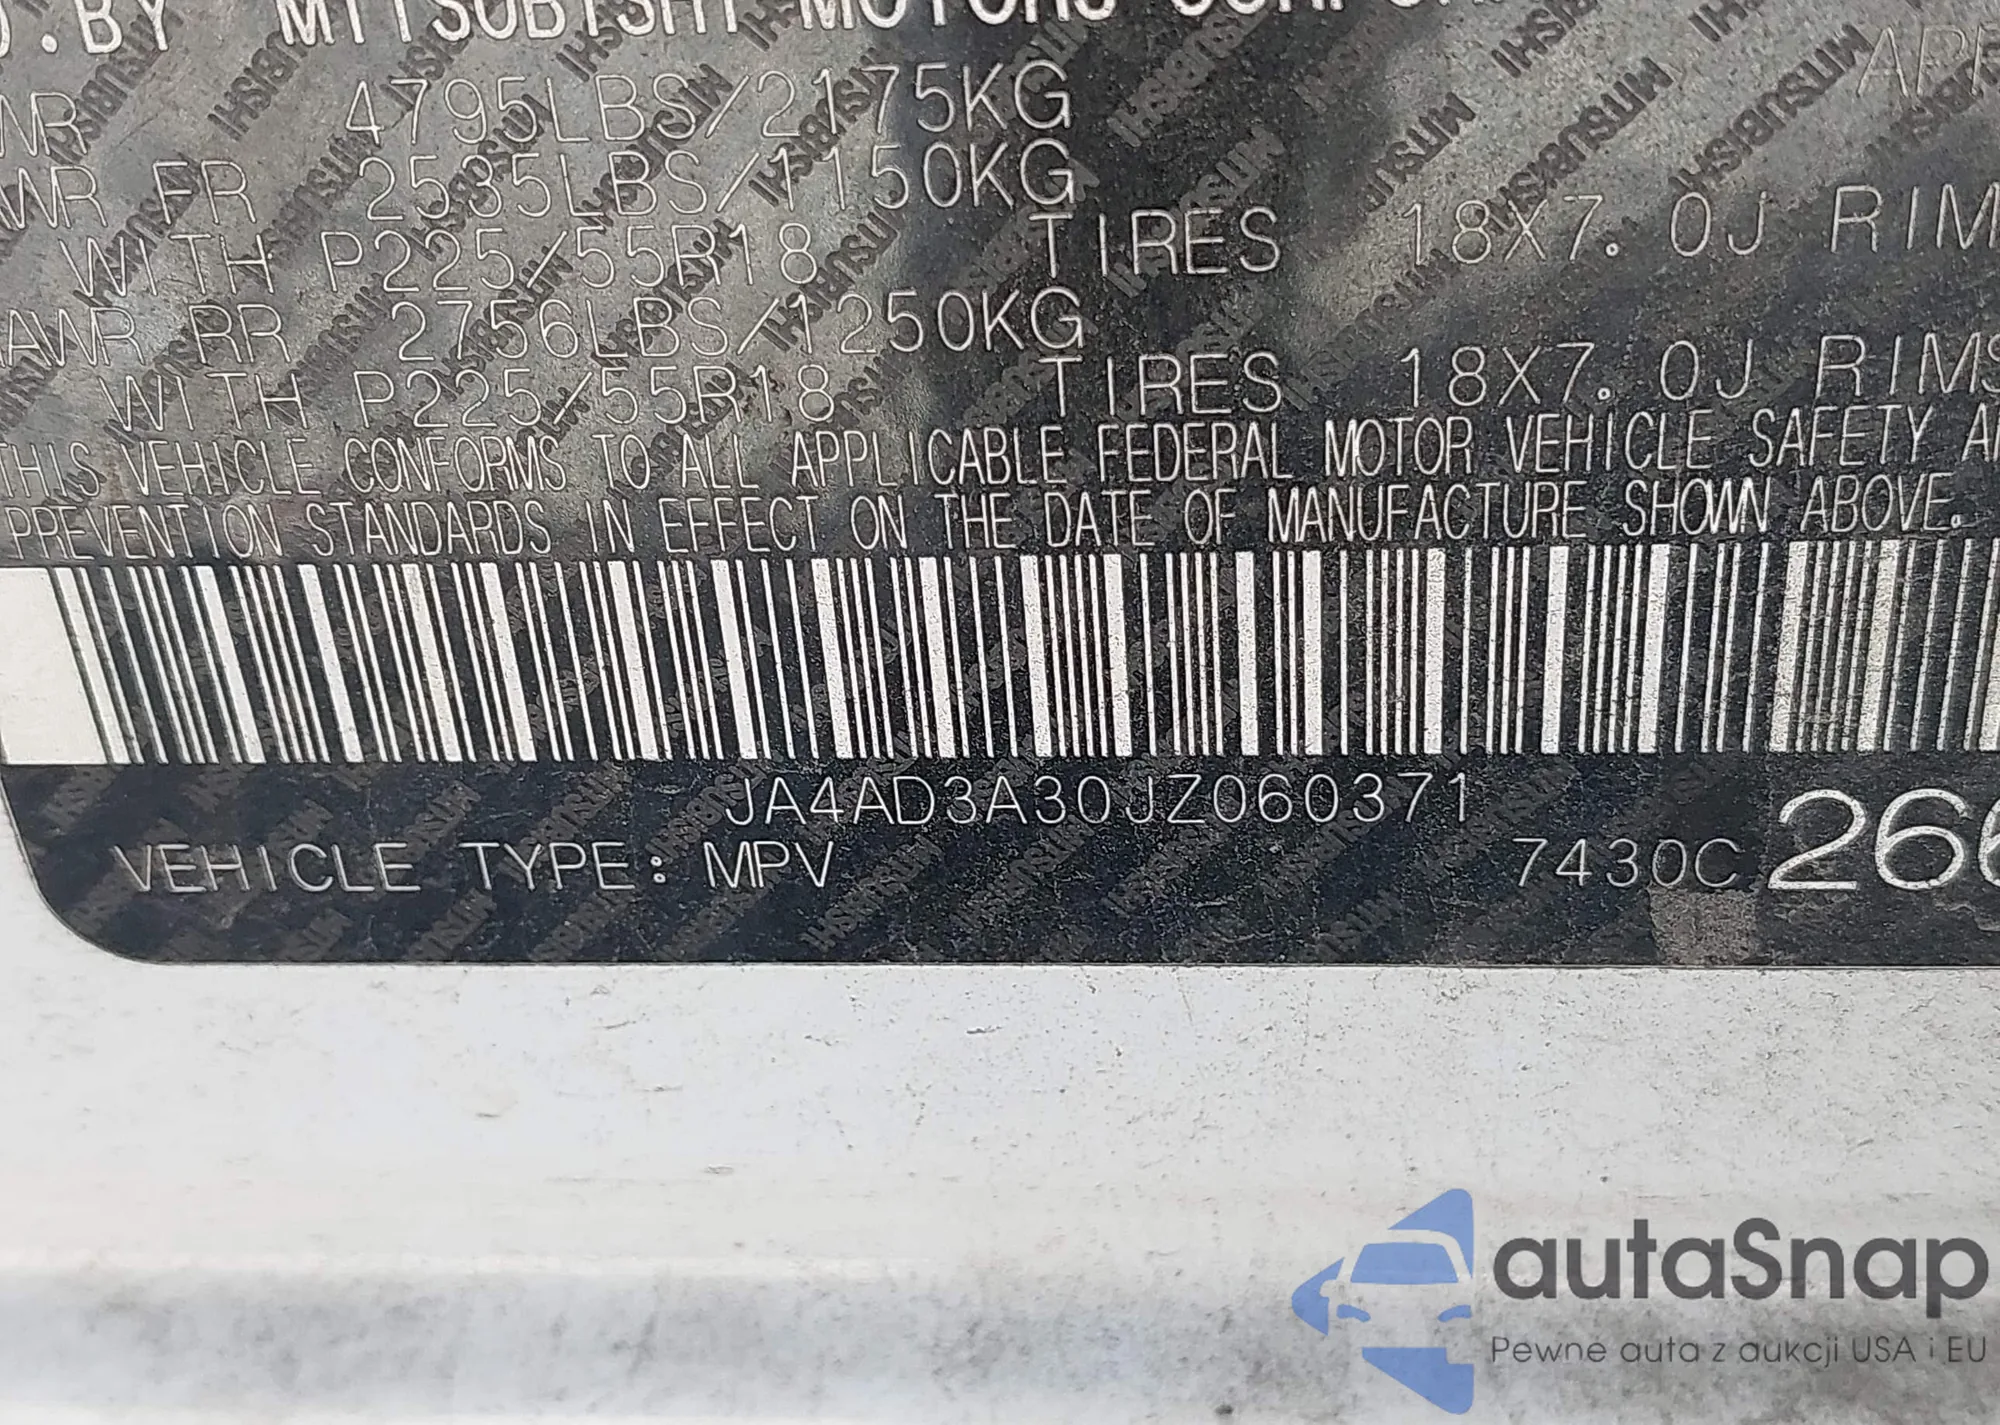 BY MITSUBISHI MOTORS
4795LBS/2175KG
FR 2535LBS/1150KG
WITH P225/55R18 TIRES 18X7.0J RIM
RR 2756LBS/1250KG
WITH P225/55R18 TIRES 18X7.0J RIMS
THIS VEHICLE CONFORMS TO ALL APPLICABLE FEDERAL MOTOR VEHICLE SAFETY
PREVENTION STANDARDS IN EFFECT ON THE DATE OF MANUFACTURE SHOWN ABOVE.
JA4AD3A30JZ060371
VEHICLE TYPE: MPV 7430C 266
autaSnap
Pewne auta z aukcji USA i EU